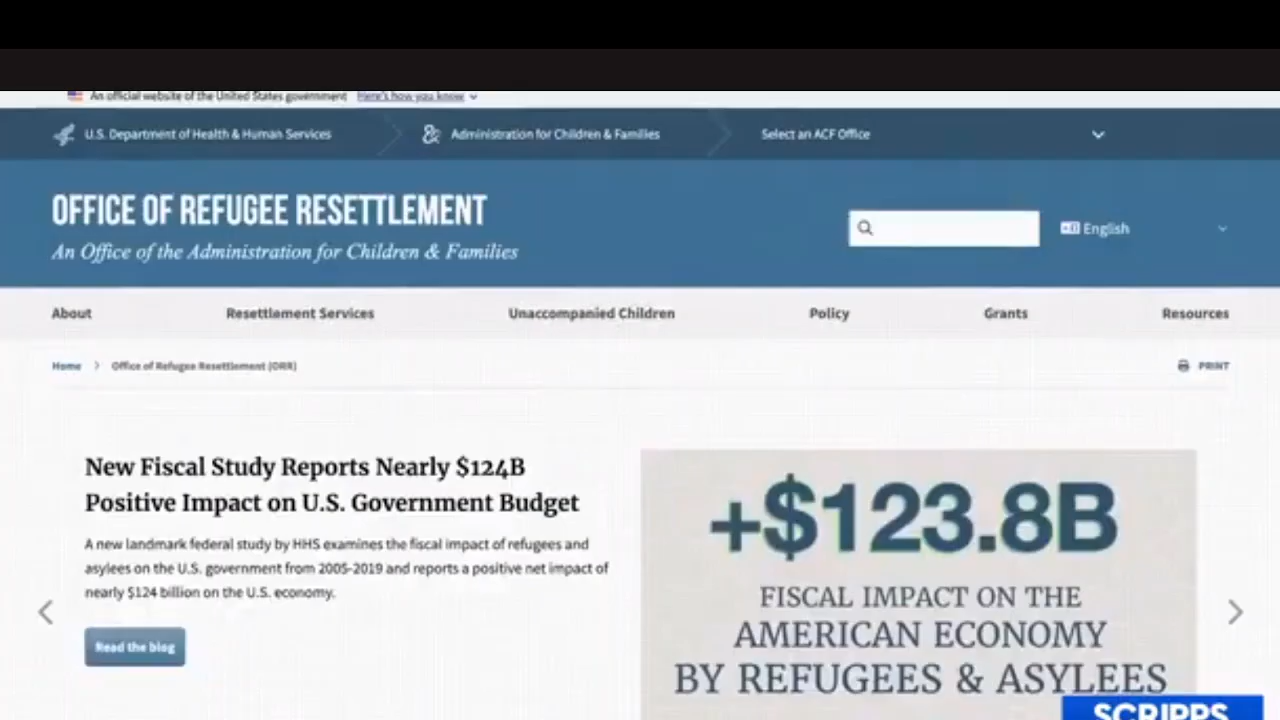 An official website of the United States government Here's how you know
U.S. Department of Health & Human Services Administration for Children & Families Select an ACF Office
OFFICE OF REFUGEE RESETTLEMENT
An Office of the Administration for Children & Families
English
About Resettlement Services Unaccompanied Children Policy Grants Resources
Home Office of Refugee Resettlement (ORR) PRINT
New Fiscal Study Reports Nearly $124B
Positive Impact on U.S. Government Budget
A new landmark federal study by HHS examines the fiscal impact of refugees and
asylees on the U.S. government from 2005-2019 and reports a positive net impact of
nearly $124 billion on the U.S. economy.
Read the blog
+$123.8B
FISCAL IMPACT ON THE
AMERICAN ECONOMY
BY REFUGEES & ASYLEES
SCRIPPS